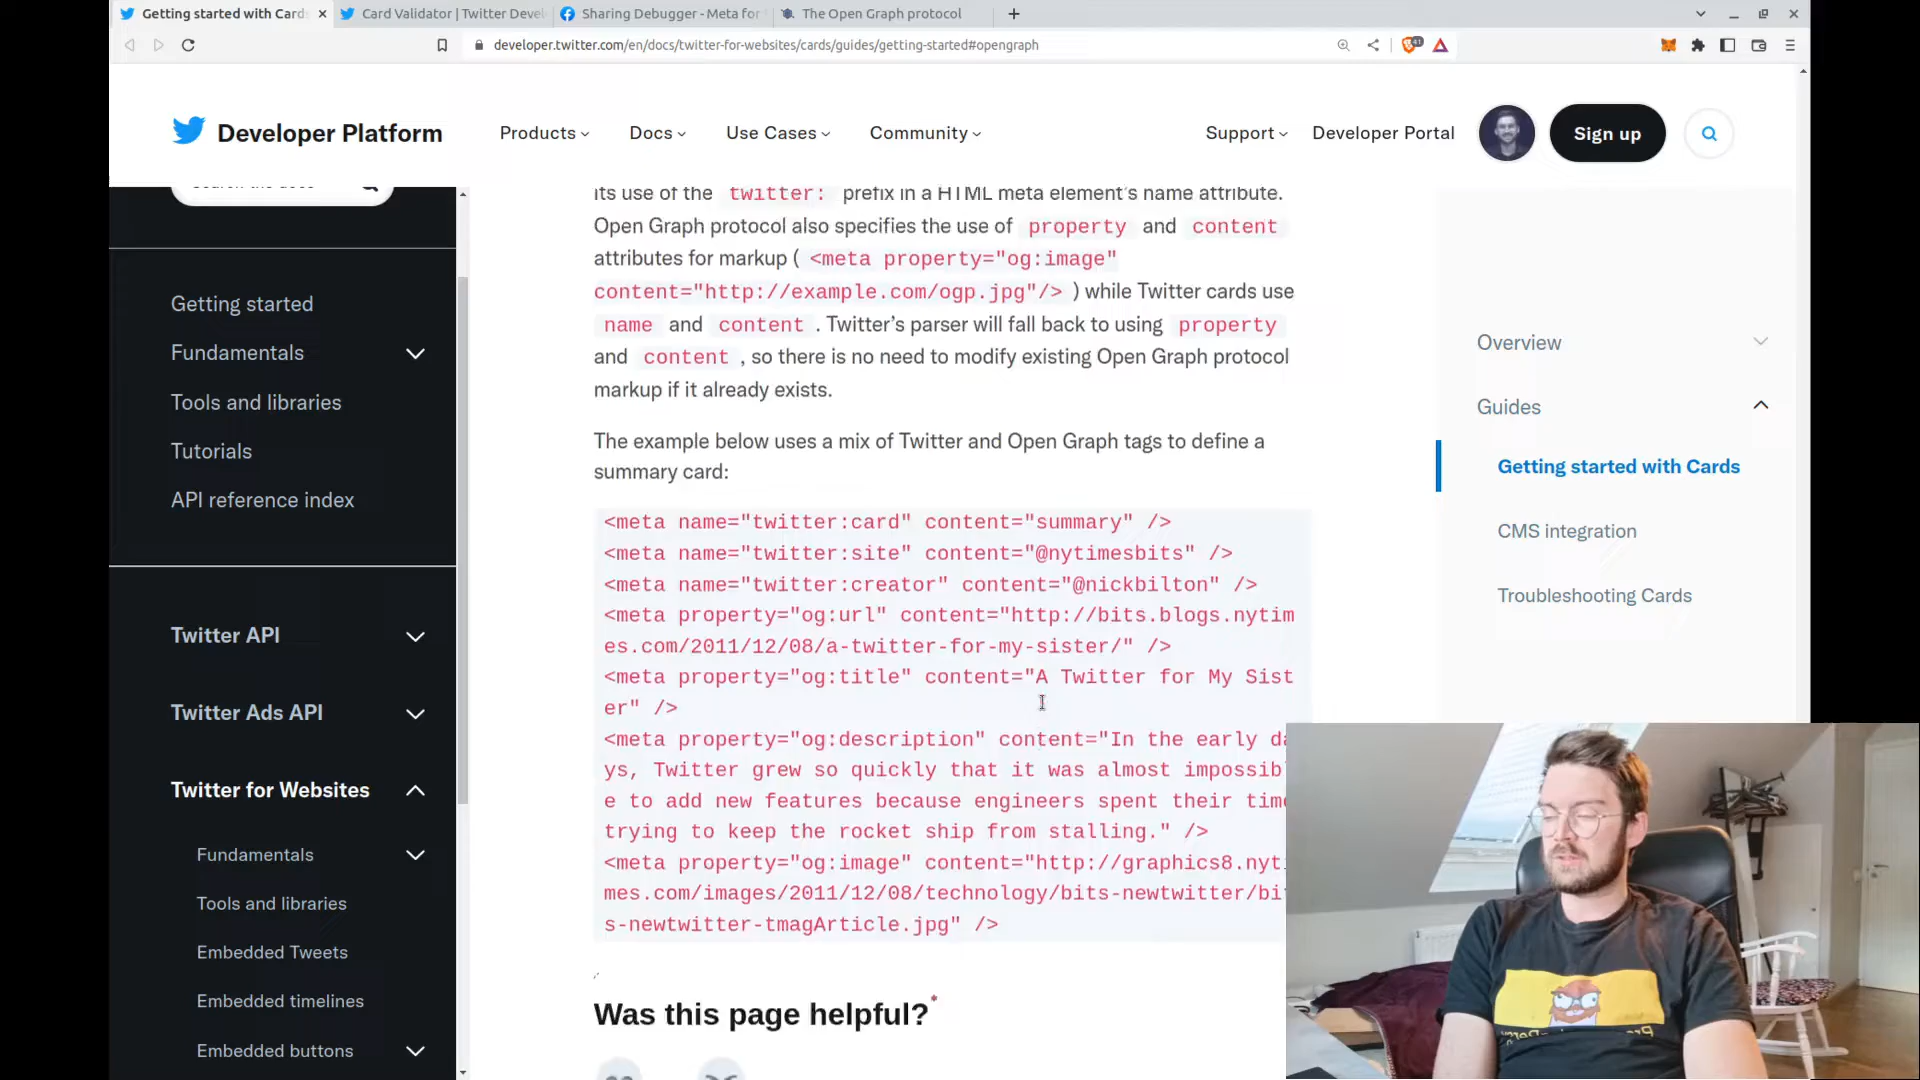 Getting started with Cards
Card Validator | Twitter Devel
Sharing Debugger - Meta for
The Open Graph protocol
developer.twitter.com/en/docs/twitter-for-websites/cards/guides/getting-started#opengraph
41
Developer Platform
Products
Docs
Use Cases
Community
Support
Developer Portal
Sign up
its use of the twitter: prefix in a HTML meta element's name attribute.
Open Graph protocol also specifies the use of property and content
attributes for markup ( <meta property="og:image"
content="http://example.com/ogp.jpg"/> ) while Twitter cards use
name and content . Twitter's parser will fall back to using property
and content , so there is no need to modify existing Open Graph protocol
markup if it already exists.
The example below uses a mix of Twitter and Open Graph tags to define a
summary card:
<meta name="twitter:card" content="summary" />
<meta name="twitter:site" content="@nytimesbits" />
<meta name="twitter:creator" content="@nickbilton" />
<meta property="og:url" content="http://bits.blogs.nytim
es.com/2011/12/08/a-twitter-for-my-sister/" />
<meta property="og:title" content="A Twitter for My Sist
er" />
<meta property="og:description" content="In the early da
ys, Twitter grew so quickly that it was almost impossibl
e to add new features because engineers spent their time
trying to keep the rocket ship from stalling." />
<meta property="og:image" content="http://graphics8.nyti
mes.com/images/2011/12/08/technology/bits-newtwitter/bit
s-newtwitter-tmagArticle.jpg" />
Was this page helpful?*
Search the docs
Getting started
Fundamentals
Tools and libraries
Tutorials
API reference index
Twitter API
Twitter Ads API
Twitter for Websites
Fundamentals
Tools and libraries
Embedded Tweets
Embedded timelines
Embedded buttons
Overview
Guides
Getting started with Cards
CMS integration
Troubleshooting Cards